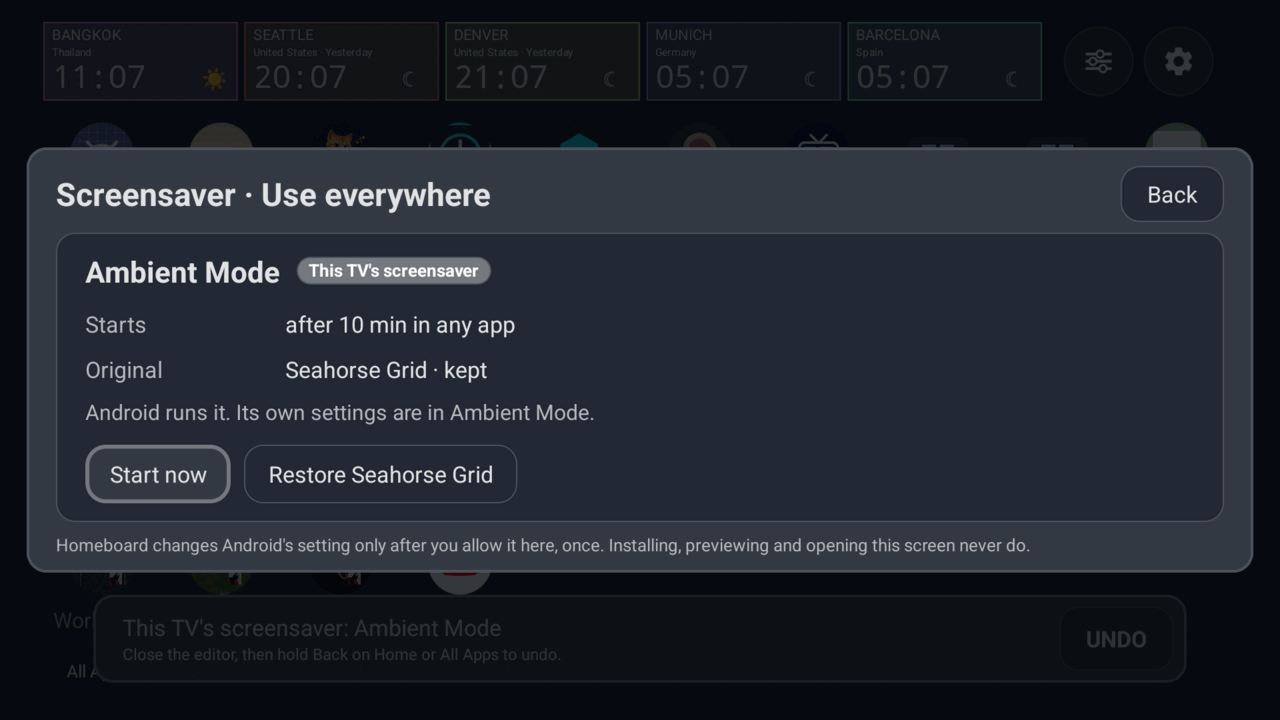 BANGKOK
Thailand
11:07
SEATTLE
United States · Yesterday
20:07
DENVER
United States · Yesterday
21:07
MUNICH
Germany
05:07
BARCELONA
Spain
05:07
Screensaver · Use everywhere
Back
Ambient Mode
This TV's screensaver
Starts
after 10 min in any app
Original
Seahorse Grid · kept
Android runs it. Its own settings are in Ambient Mode.
Start now
Restore Seahorse Grid
Homeboard changes Android's setting only after you allow it here, once. Installing, previewing and opening this screen never do.
Wor
This TV's screensaver: Ambient Mode
Close the editor, then hold Back on Home or All Apps to undo.
UNDO
All A